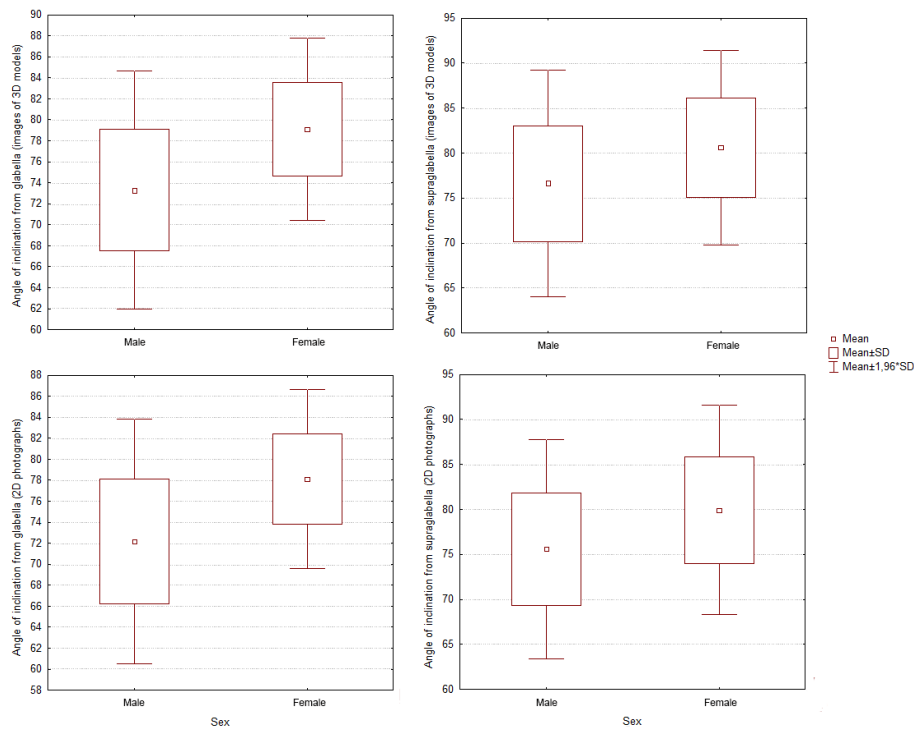 Angle of inclination from glabella (images of 3D models)
90
88
86
84
82
80
78
76
74
72
70
68
66
64
62
60
Male
Female
Angle of inclination from supraglabella (images of 3D models)
95
90
85
80
75
70
65
60
Male
Female
Mean
Mean±SD
Mean±1,96*SD
Angle of inclination from glabella (2D photographs)
88
86
84
82
80
78
76
74
72
70
68
66
64
62
60
58
Male
Female
Sex
Angle of inclination from supraglabella (2D photographs)
95
90
85
80
75
70
65
60
Male
Female
Sex